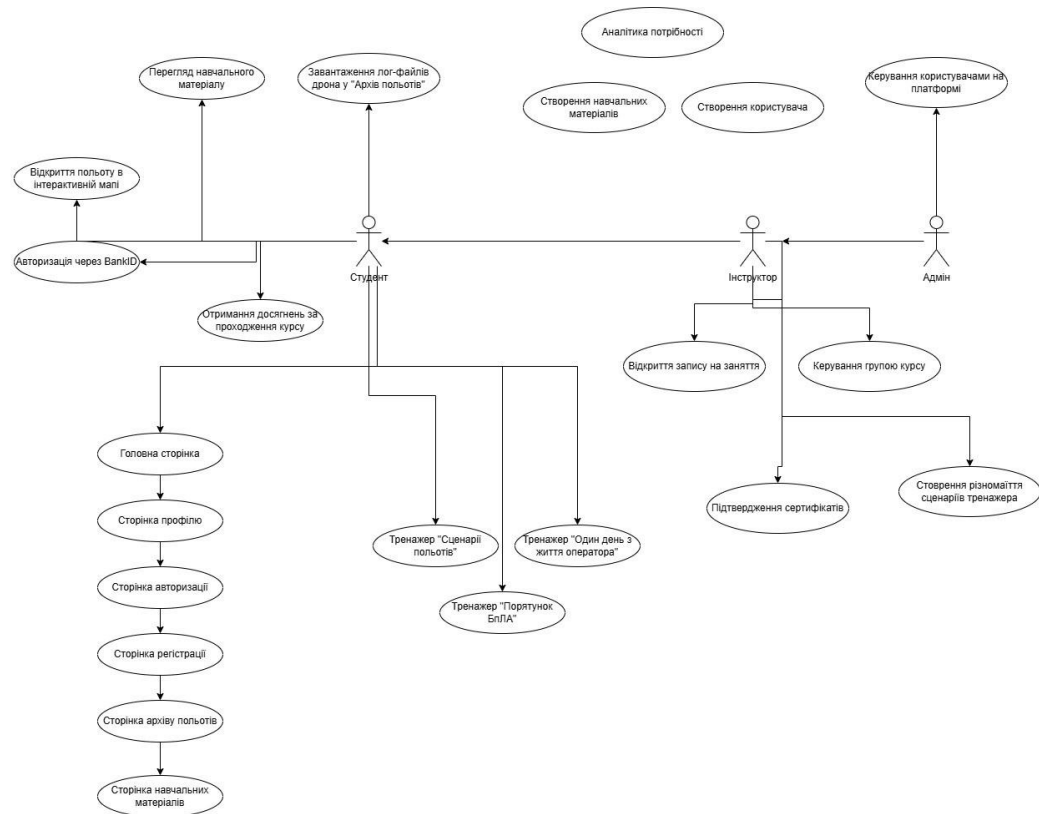 Аналітика потрібності
Перегляд навчального
матеріалу
Завантаження лог-файлів
дрона у "Архів польотів"
Створення навчальних
матеріалів
Створення користувача
Керування користувачами на
платформі
Відкриття польоту в
інтерактивній мапі
Авторизація через BankID
Студент
Інструктор
Адмін
Отримання досягнень за
проходження курсу
Відкриття запису на заняття
Керування групою курсу
Головна сторінка
Сторінка профілю
Сторінка авторизації
Сторінка регістрації
Сторінка архіву польотів
Сторінка навчальних
матеріалів
Тренажер "Сценарії
польотів"
Тренажер "Один день з
життя оператора"
Тренажер "Порятунок
БпЛА"
Підтвердження сертифікатів
Стоврення різномаїття
сценаріїв тренажера